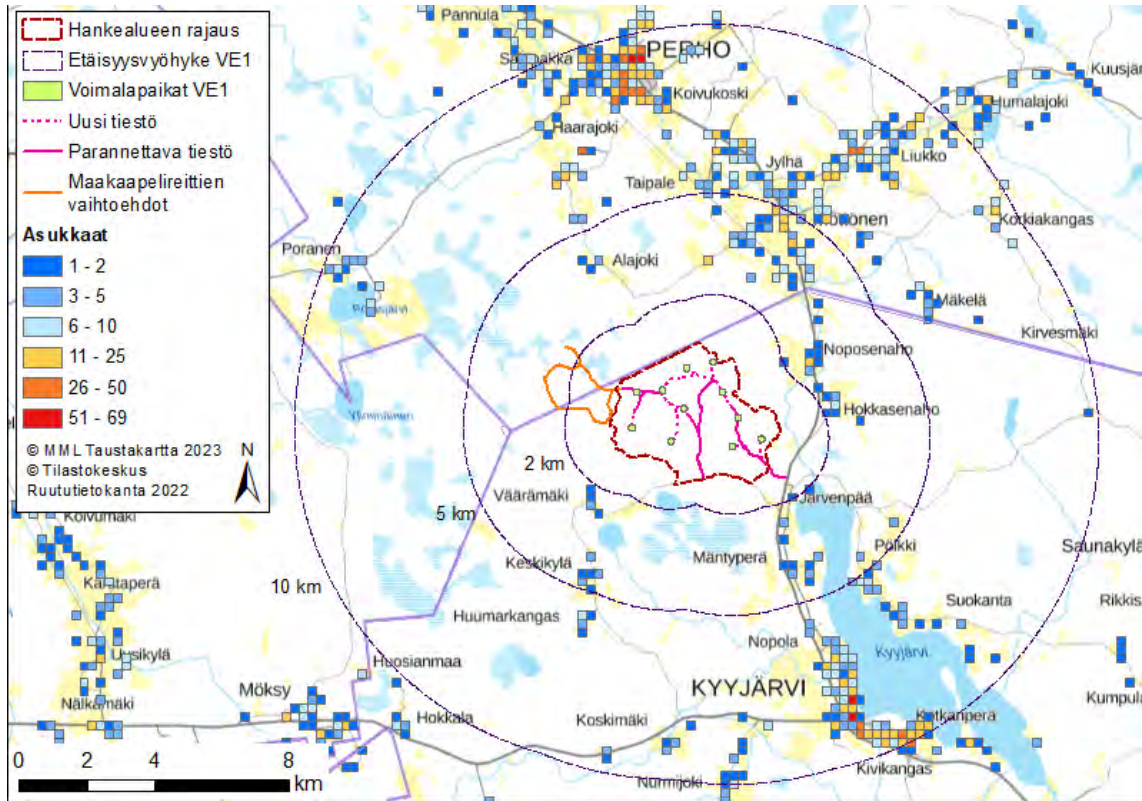 Hankealueen rajaus
Etäisyysvyöhyke VE1
Voimalapaikat VE1
Uusi tiestö
Parannettava tiestö
Maakaapelireittien
vaihtoehdot
Asukkaat
1 - 2
3 - 5
6 - 10
11 - 25
26 - 50
51 - 69
© MML Taustakartta 2023
© Tilastokeskus
Ruututietokanta 2022
N
Pannula
PERHO
Kuusjär
Koivukoski
Humalajoki
Haarajoki
Jylhä
Liukko
Taipale
Kotkiakangas
Poranen
Alajoki
Mäkelä
Kirvesmäki
Noposenaho
Hokkasenaho
2 km
Väärämäki
Järvenpää
5 km
Koivumäki
Mäntyperä
Pölkki
Saunakylä
Keskikylä
10 km
Suokanta
Rikkis
Huumarkangas
Nopola
Kyyjärvi
Uusikylä
Huosianmaa
KYYJÄRVI
Kumpula
Möksy
Nälkämäki
Hokkala
Koskimäki
Kotkanperä
Kivikangas
Nurmijoki
0 2 4 8
km